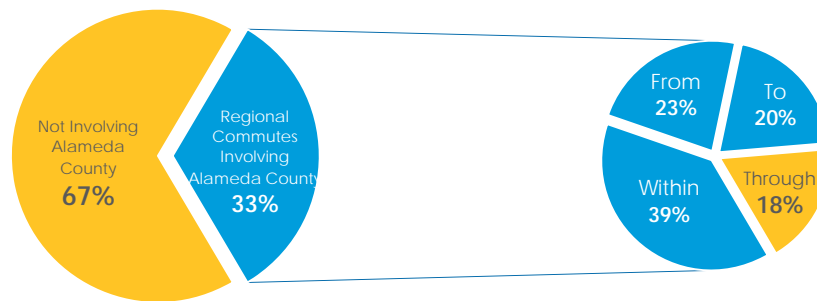 Not Involving
Alameda
County
67%
Regional
Commutes
Involving
Alameda County
33%
From
23%
To
20%
Within
39%
Through
18%